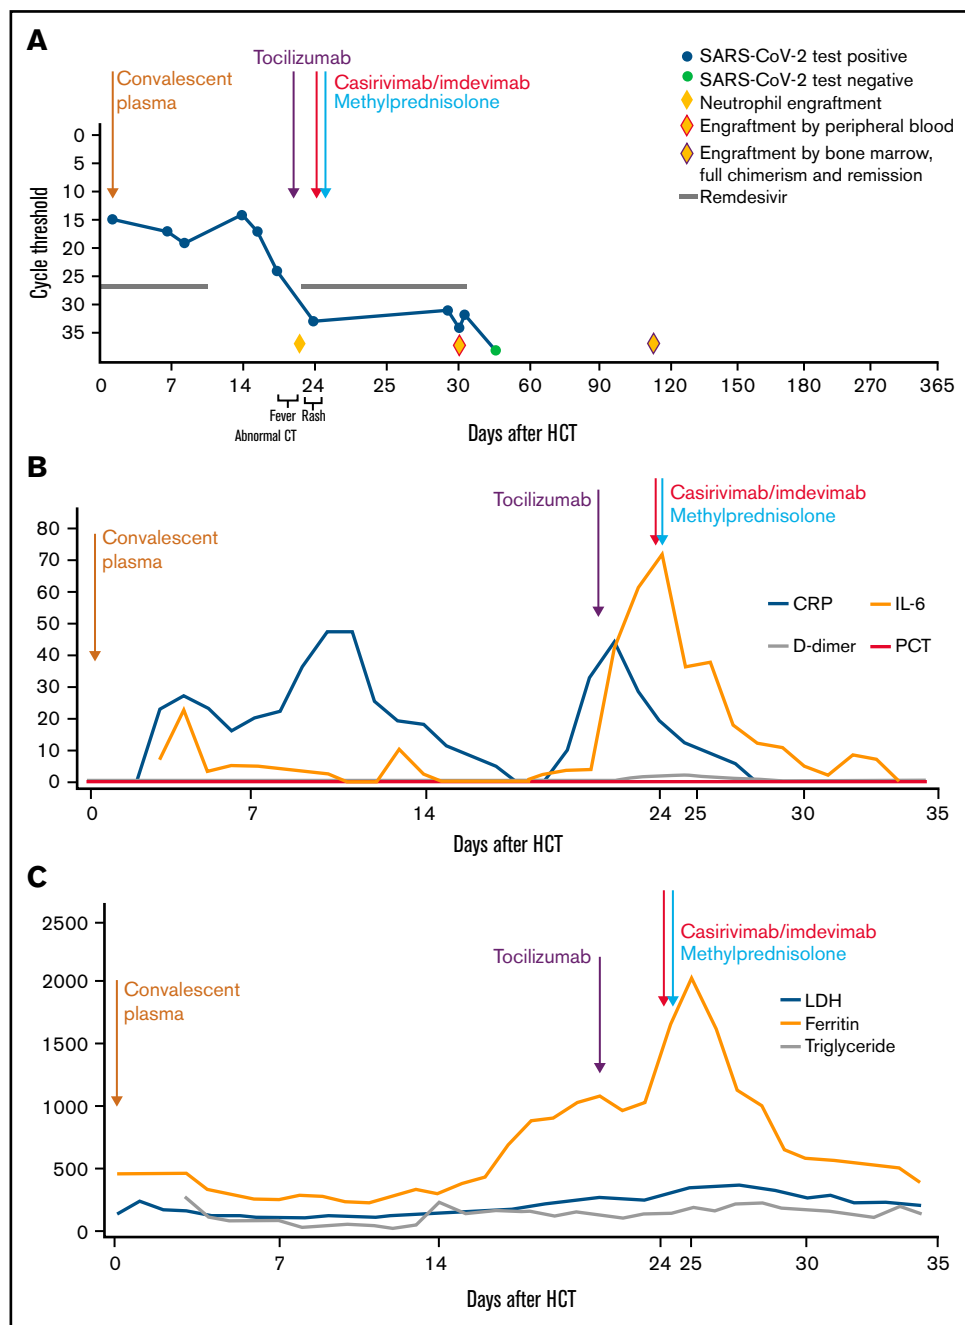 A
Convalescent
plasma
Tocilizumab
Casirivimab/imdevimab
Methylprednisolone
SARS-CoV-2 test positive
SARS-CoV-2 test negative
Neutrophil engraftment
Engraftment by peripheral blood
Engraftment by bone marrow,
full chimerism and remission
Remdesivir
Cycle threshold
0
5
10
15
20
25
30
35
0 7 14 24 25 30 60 90 120 150 180 270 365
Fever Rash
Abnormal CT
Days after HCT
B
Convalescent
plasma
Tocilizumab
Casirivimab/imdevimab
Methylprednisolone
CRP IL-6
D-dimer PCT
80
70
60
50
40
30
20
10
0
0 7 14 24 25 30 35
Days after HCT
C
Convalescent
plasma
Tocilizumab
Casirivimab/imdevimab
Methylprednisolone
LDH
Ferritin
Triglyceride
2500
2000
1500
1000
500
0
0 7 14 24 25 30 35
Days after HCT